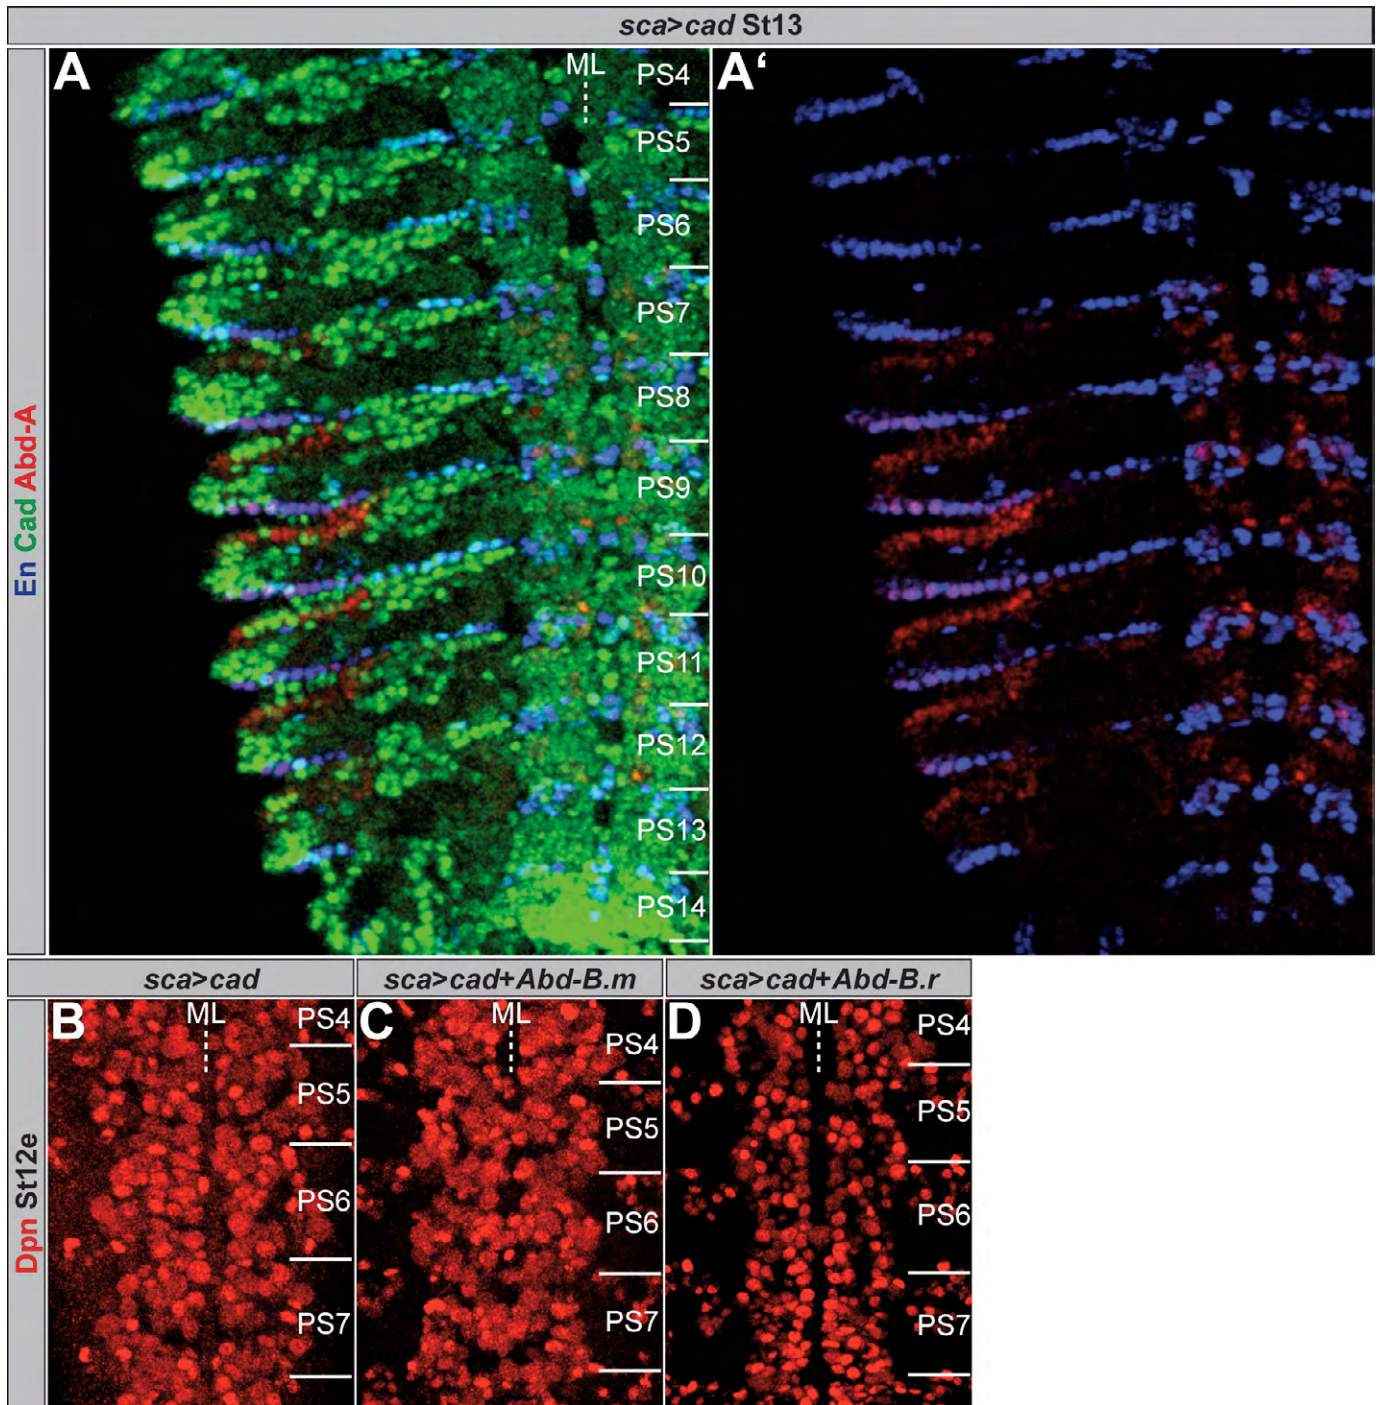 sca>cad St13
En Cad Abd-A
A
ML
PS4
PS5
PS6
PS7
PS8
PS9
PS10
PS11
PS12
PS13
PS14
A‘
sca>cad
sca>cad+Abd-B.m
sca>cad+Abd-B.r
Dpn St12e
B
ML
PS4
PS5
PS6
PS7
C
ML
PS4
PS5
PS6
PS7
D
ML
PS4
PS5
PS6
PS7